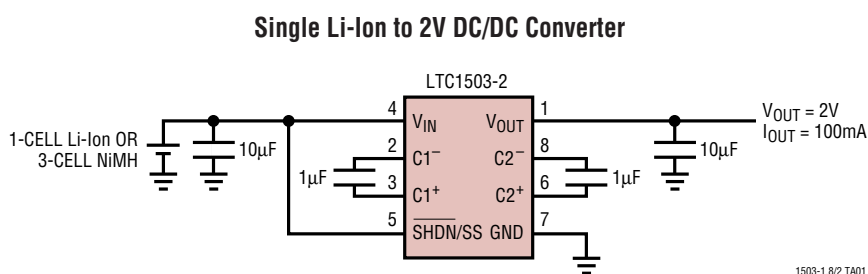 Single Li-Ion to 2V DC/DC Converter
LTC1503-2
4
1
VIN
VOUT
VOUT = 2V
IOUT = 100mA
1-CELL Li-Ion OR
3-CELL NiMH
10µF
2
C1–
C2–
8
10µF
1µF
1µF
3
C1+
C2+
6
5
SHDN/SS
GND
7
1503-1.8/2 TA01